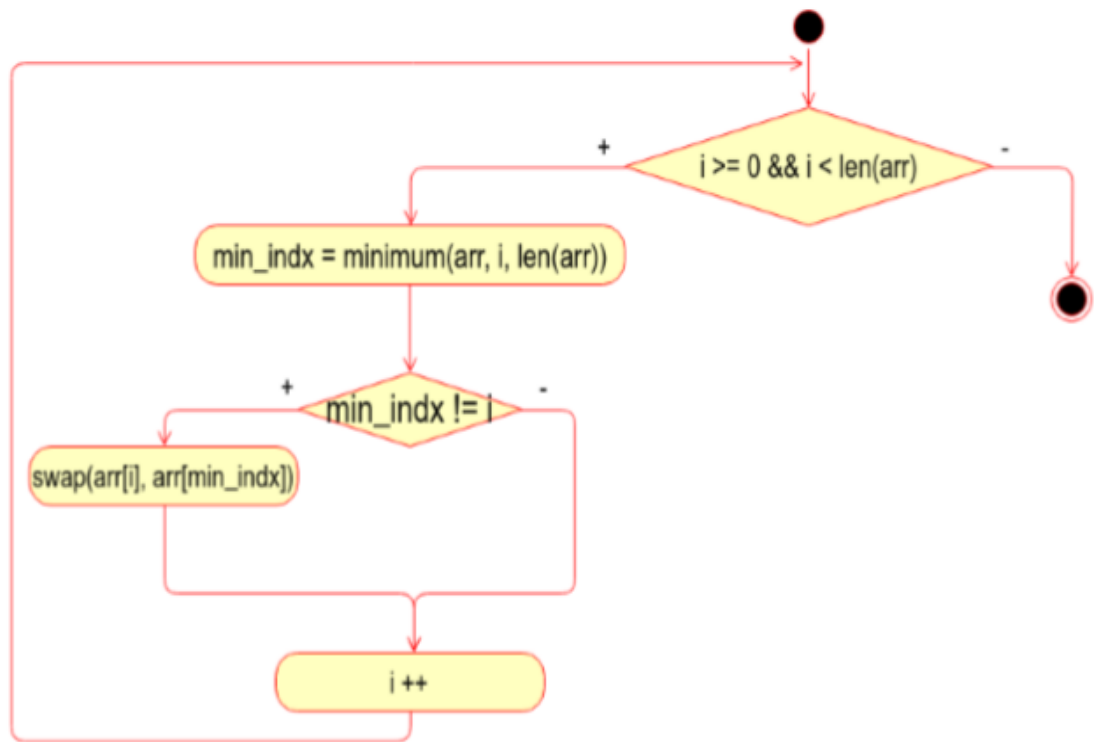 i >= 0 && i < len(arr)
+
-
min_indx = minimum(arr, i, len(arr))
+
-
min_indx != i
swap(arr[i], arr[min_indx])
i ++